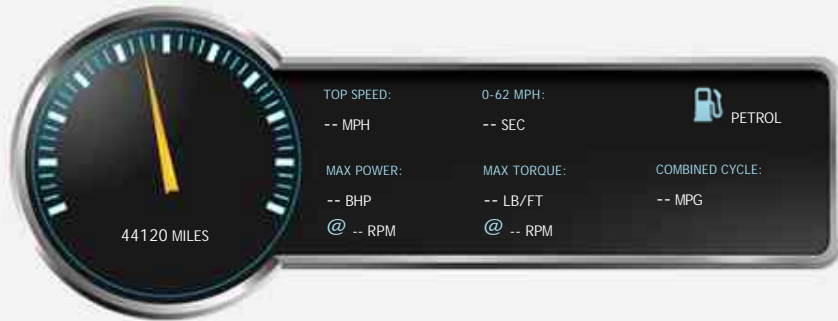 TOP SPEED:
-- MPH
0-62 MPH:
-- SEC
PETROL
MAX POWER:
-- BHP
@ -- RPM
MAX TORQUE:
-- LB/FT
@ -- RPM
COMBINED CYCLE:
-- MPG
44120 MILES